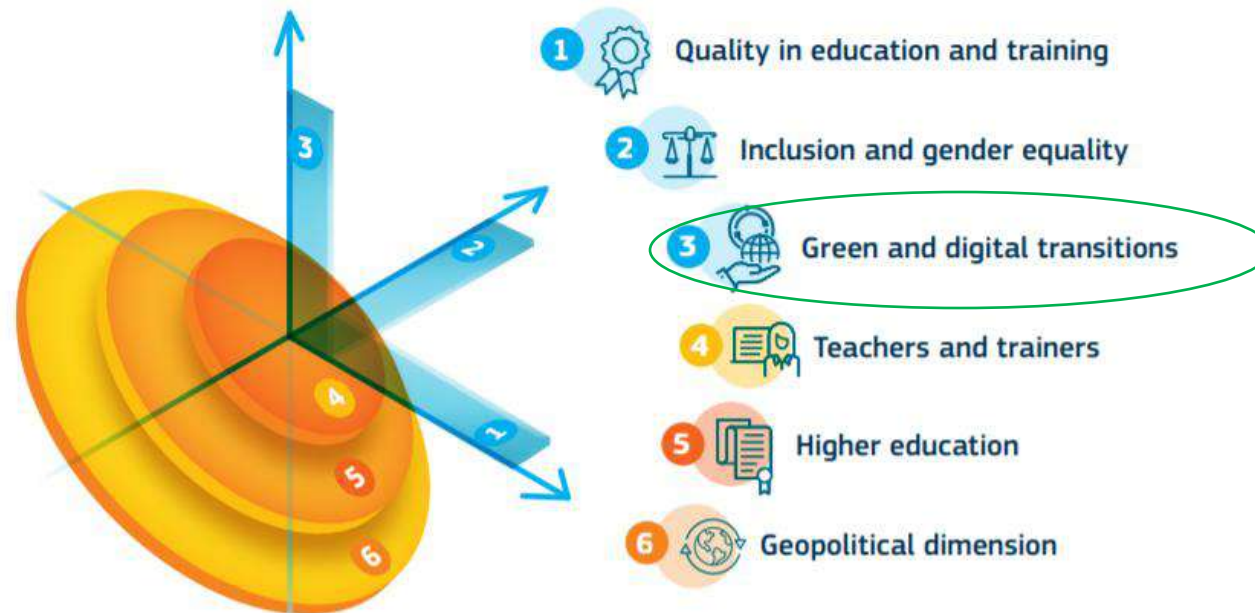 1 Quality in education and training
2 Inclusion and gender equality
3 Green and digital transitions
4 Teachers and trainers
5 Higher education
6 Geopolitical dimension
3
2
1
4
5
6